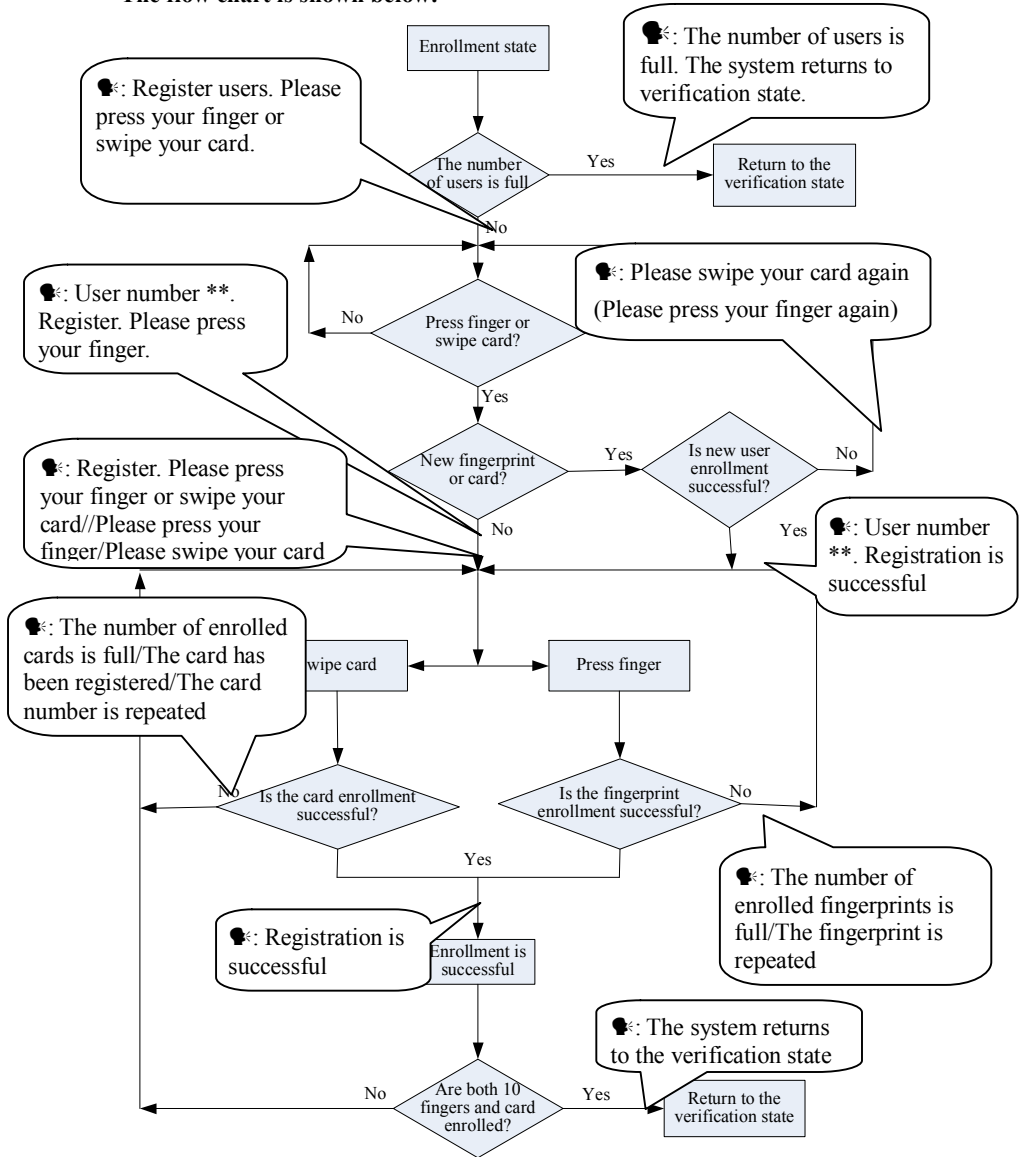 The flow chart is shown below:
Enrollment state
: The number of users is
full. The system returns to
verification state.
: Register users. Please
press your finger or
swipe your card.
The number
of users is full
Yes
Return to the
verification state
No
: Please swipe your card again
(Please press your finger again)
: User number **.
Register. Please press
your finger.
No
Press finger or
swipe card?
Yes
New fingerprint
or card?
Yes
Is new user
enrollment
successful?
No
: Register. Please press
your finger or swipe your
card//Please press your
finger/Please swipe your card
No
Yes
: User number
**. Registration is
successful
: The number of enrolled
cards is full/The card has
been registered/The card
number is repeated
wipe card
Press finger
No
Is the card enrollment
successful?
Is the fingerprint
enrollment successful?
No
Yes
: The number of
enrolled fingerprints is
full/The fingerprint is
repeated
: Registration is
successful
Enrollment is
successful
: The system returns
to the verification state
No
Are both 10
fingers and card
enrolled?
Yes
Return to the
verification state